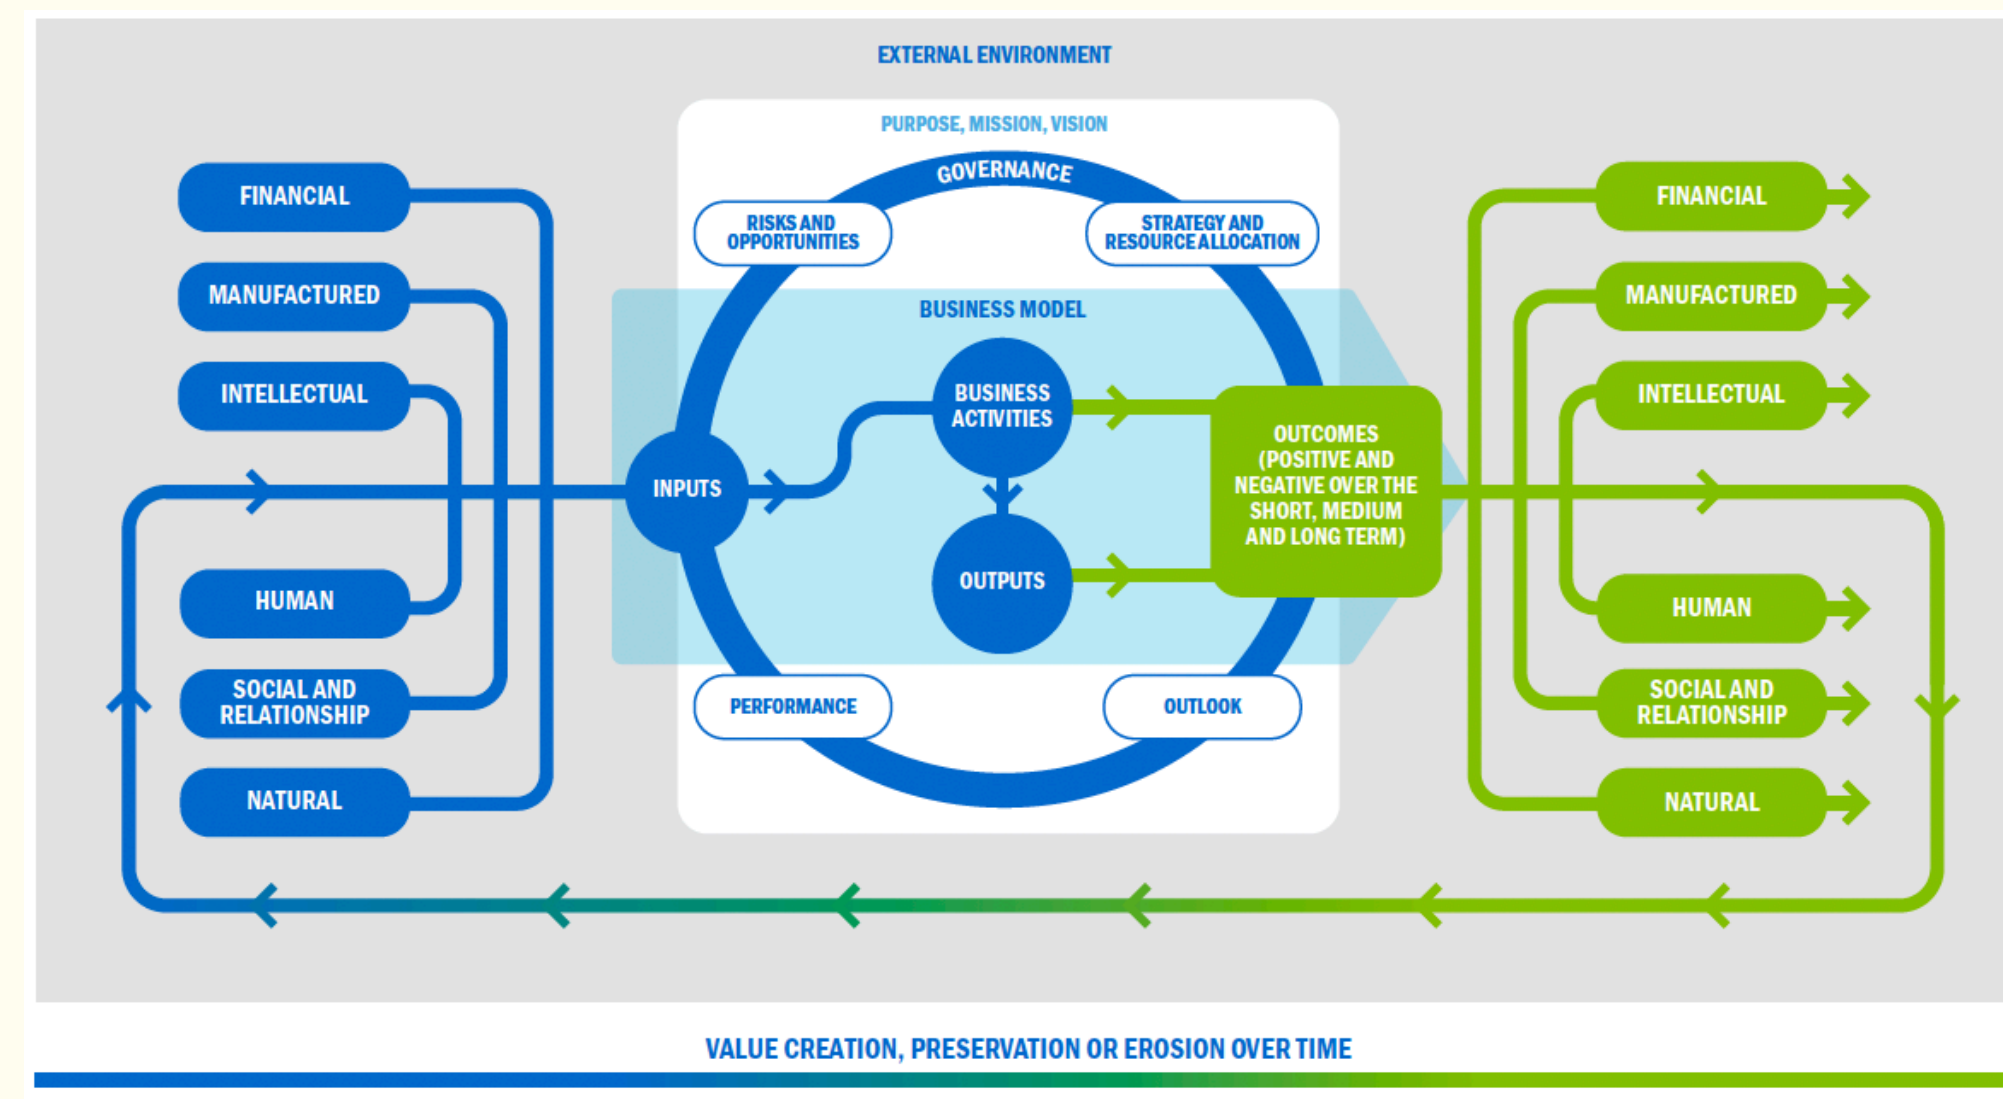 EXTERNAL ENVIRONMENT
PURPOSE, MISSION, VISION
GOVERNANCE
RISKS AND
OPPORTUNITIES
STRATEGY AND
RESOURCE ALLOCATION
FINANCIAL
MANUFACTURED
INTELLECTUAL
HUMAN
SOCIAL AND
RELATIONSHIP
NATURAL
BUSINESS MODEL
INPUTS
BUSINESS
ACTIVITIES
OUTPUTS
OUTCOMES
(POSITIVE AND
NEGATIVE OVER THE
SHORT, MEDIUM
AND LONG TERM)
PERFORMANCE
OUTLOOK
FINANCIAL
MANUFACTURED
INTELLECTUAL
HUMAN
SOCIAL AND
RELATIONSHIP
NATURAL
VALUE CREATION, PRESERVATION OR EROSION OVER TIME